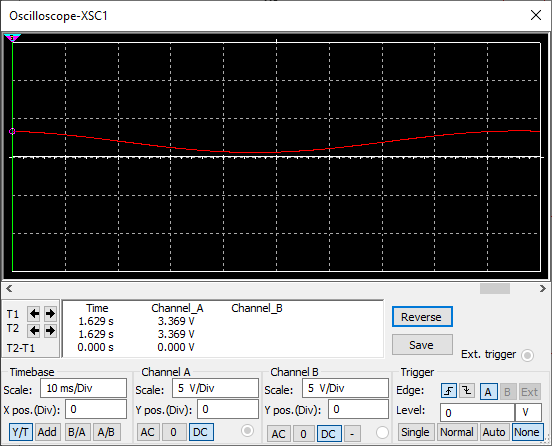 Oscilloscope-XSC1
T1
T2
T2-T1
Time Channel_A Channel_B
1.629 s 3.369 V
1.629 s 3.369 V
0.000 s 0.000 V
Reverse
Save
Ext. trigger
Timebase
Scale: 10 ms/Div
X pos.(Div): 0
Y/T Add B/A A/B
Channel A
Scale: 5 V/Div
Y pos.(Div): 0
AC 0 DC
Channel B
Scale: 5 V/Div
Y pos.(Div): 0
AC 0 DC -
Trigger
Edge: A B Ext
Level: 0 V
Single Normal Auto None